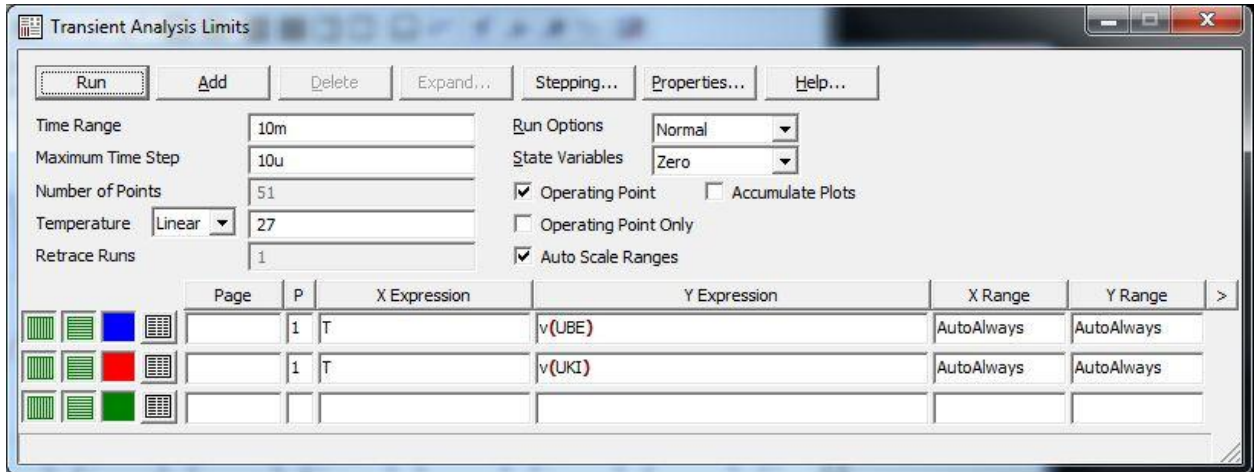 Transient Analysis Limits
Run Add Delete Expand... Stepping... Properties... Help...
Time Range 10m Run Options Normal
Maximum Time Step 10u State Variables Zero
Number of Points 51 Operating Point Accumulate Plots
Temperature Linear 27 Operating Point Only
Retrace Runs 1 Auto Scale Ranges
Page P X Expression Y Expression X Range Y Range >
1 T v(UBE) AutoAlways AutoAlways
1 T v(UKI) AutoAlways AutoAlways